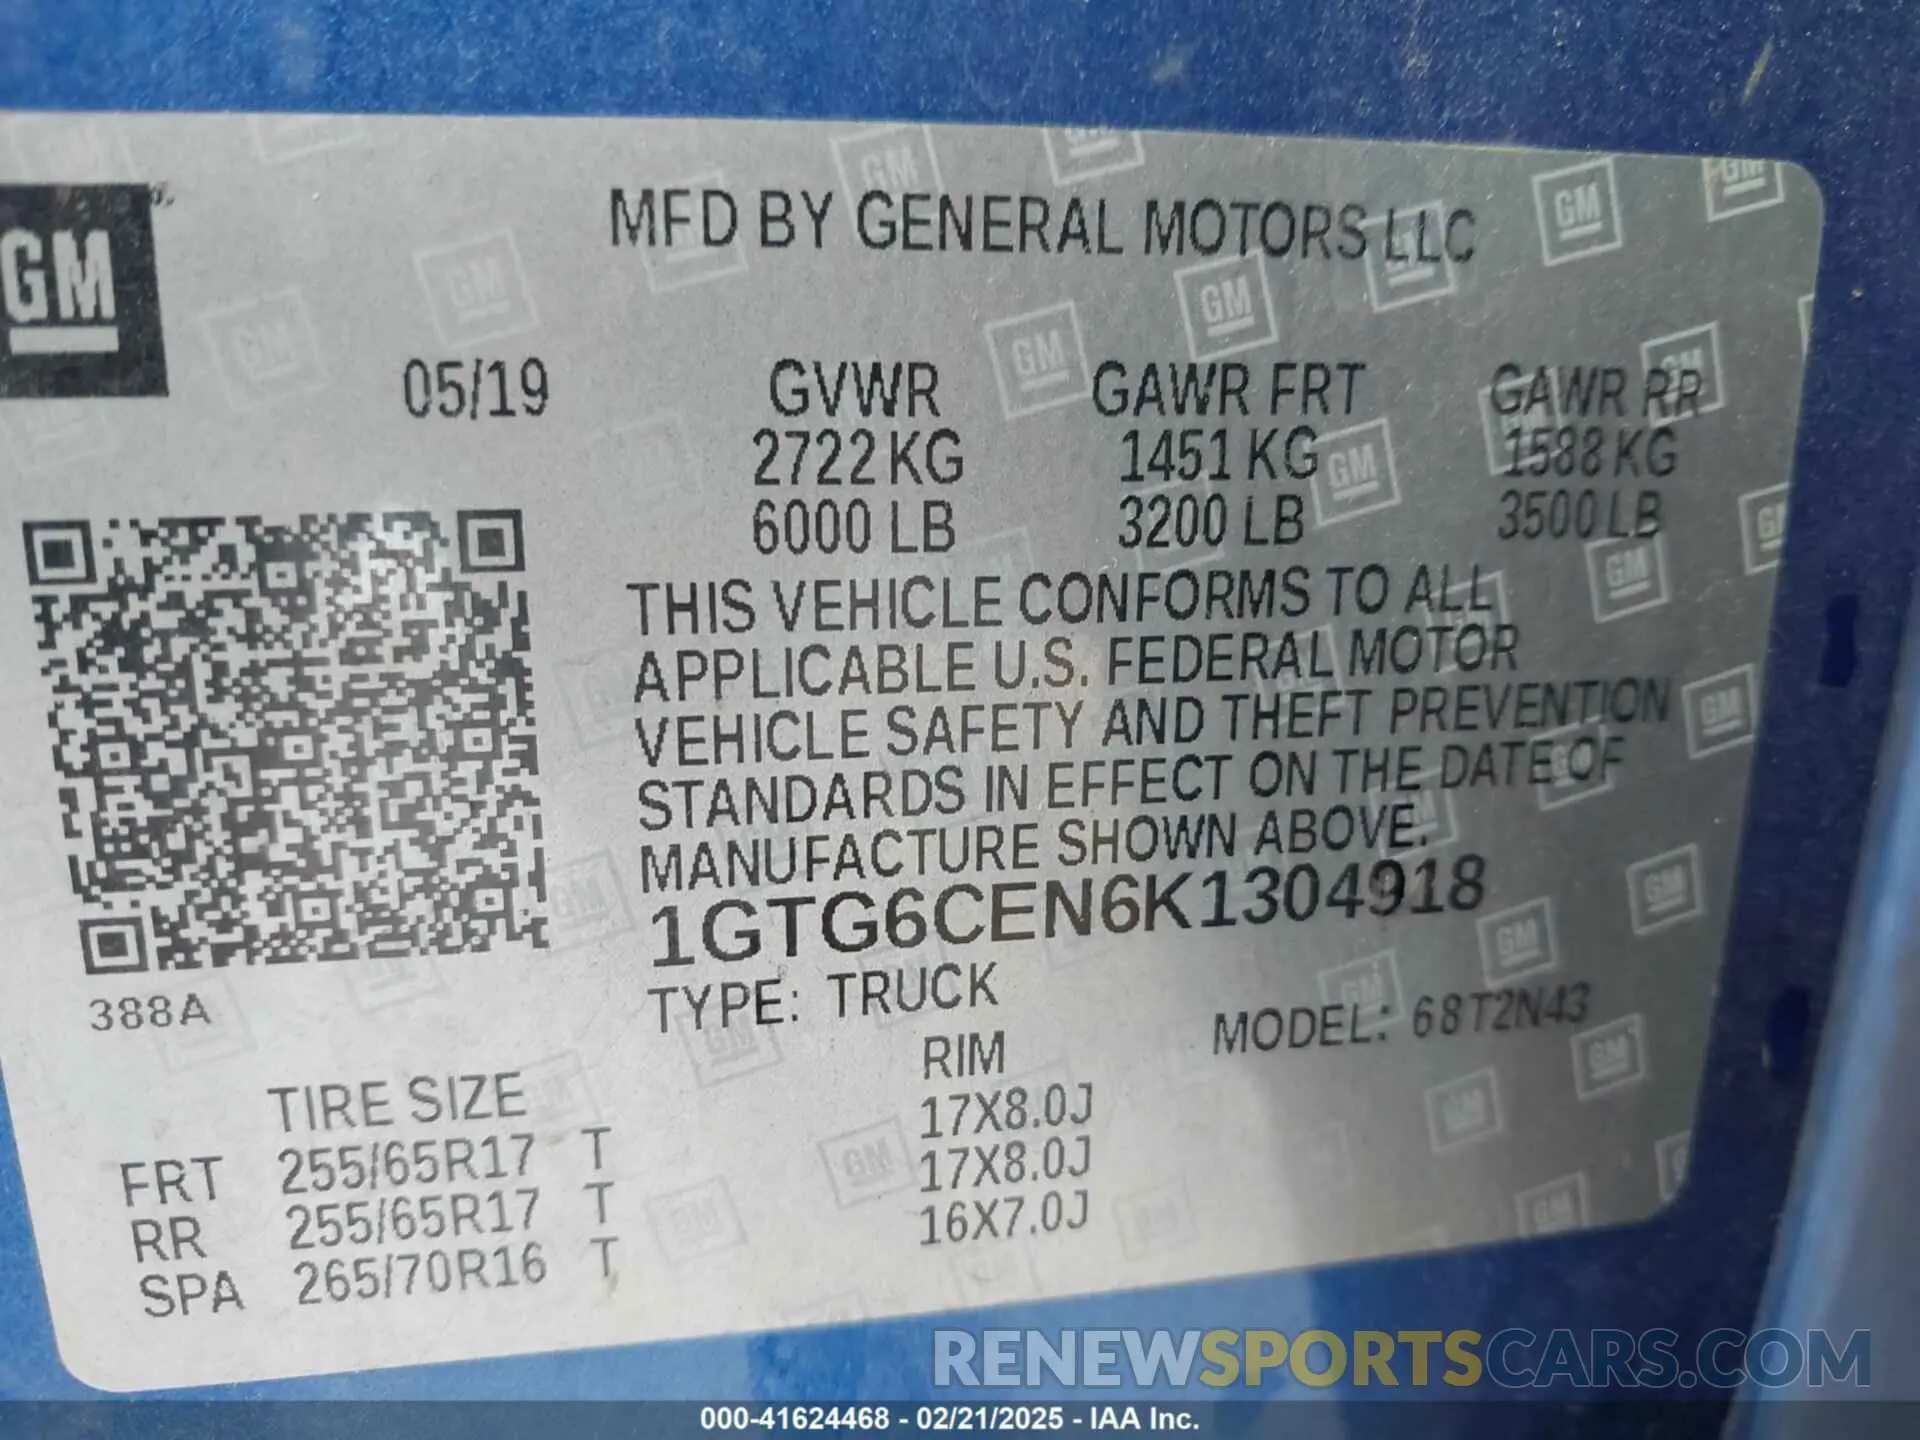 MFD BY GENERAL MOTORS LLC
GM
05/19 GVWR GAWR FRT GAWR RR
2722 KG 1451 KG 1588 KG
6000 LB 3200 LB 3500 LB
THIS VEHICLE CONFORMS TO ALL
APPLICABLE U.S. FEDERAL MOTOR
VEHICLE SAFETY AND THEFT PREVENTION
STANDARDS IN EFFECT ON THE DATE OF
MANUFACTURE SHOWN ABOVE.
1GTG6CEN6K1304918
388A
TYPE: TRUCK MODEL: 68T2N43
TIRE SIZE RIM
FRT 255/65R17 T 17X8.0J
RR 255/65R17 T 17X8.0J
SPA 265/70R16 T 16X7.0J
RENEWSPORTSCARS.COM
000-41624468 - 02/21/2025 - IAA Inc.